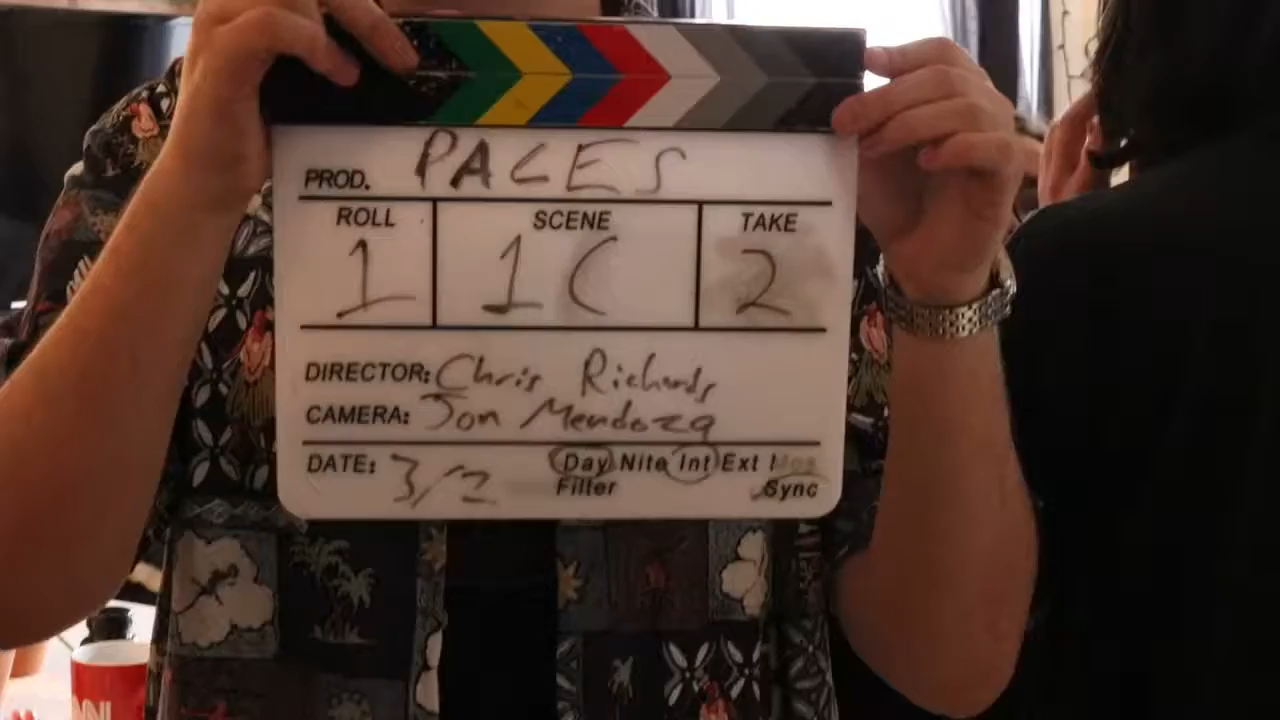 PROD. PACES
ROLL SCENE TAKE
1 1C 2
DIRECTOR: Chris Richards
CAMERA: Jon Mendoza
DATE: 3/2 Day Nite Int Ext Mos
Filter Sync